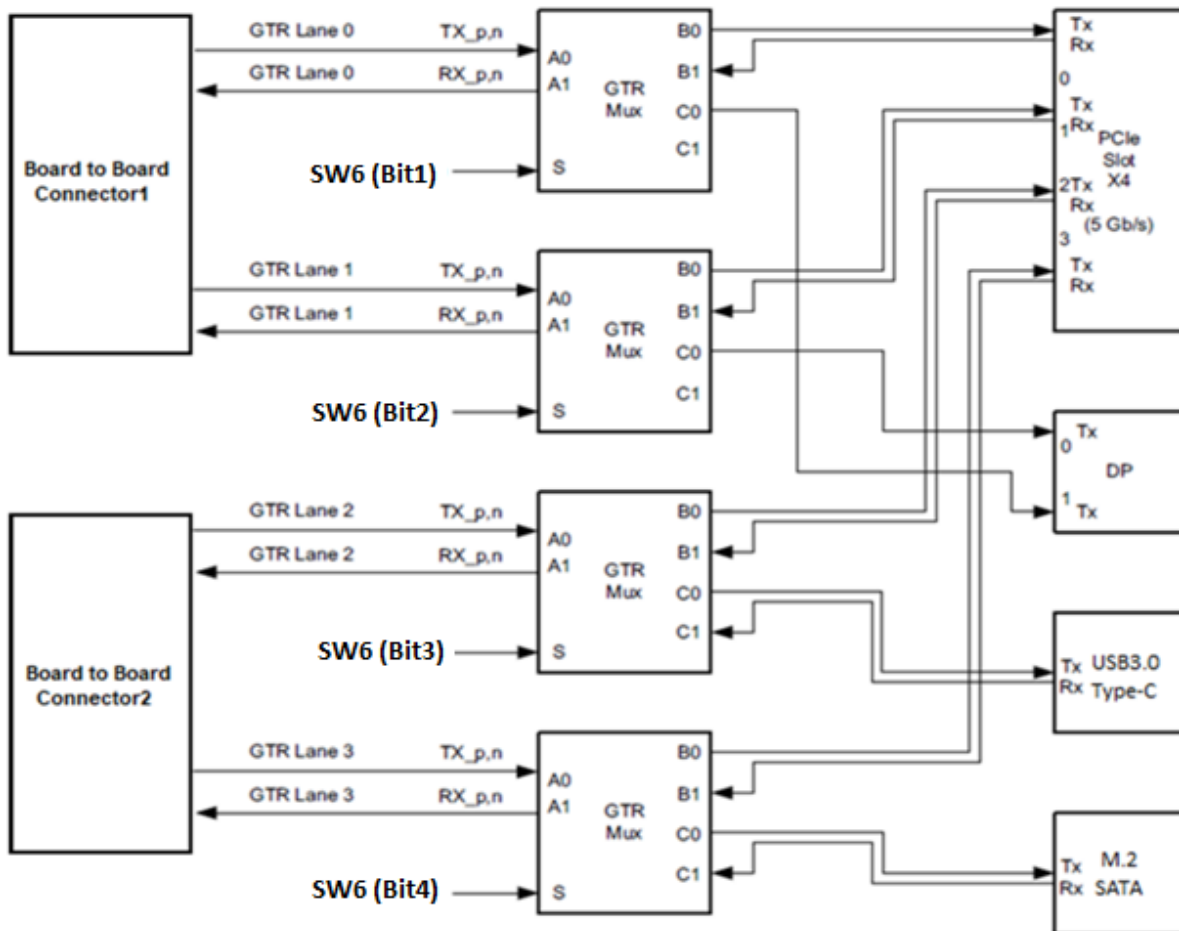 Board to Board
Connector1
GTR Lane 0 TX_p,n
GTR Lane 0 RX_p,n
SW6 (Bit1)
A0
A1
S
GTR
Mux
B0
B1
C0
C1
GTR Lane 1 TX_p,n
GTR Lane 1 RX_p,n
SW6 (Bit2)
A0
A1
S
GTR
Mux
B0
B1
C0
C1
Board to Board
Connector2
GTR Lane 2 TX_p,n
GTR Lane 2 RX_p,n
SW6 (Bit3)
A0
A1
S
GTR
Mux
B0
B1
C0
C1
GTR Lane 3 TX_p,n
GTR Lane 3 RX_p,n
SW6 (Bit4)
A0
A1
S
GTR
Mux
B0
B1
C0
C1
Tx
Rx
0
Tx
1 Rx
PCIe
Slot
X4
2 Tx
Rx
(5 Gb/s)
3
Tx
Rx
Tx
0
DP
1
Tx
Tx USB3.0
Rx Type-C
Tx M.2
Rx SATA